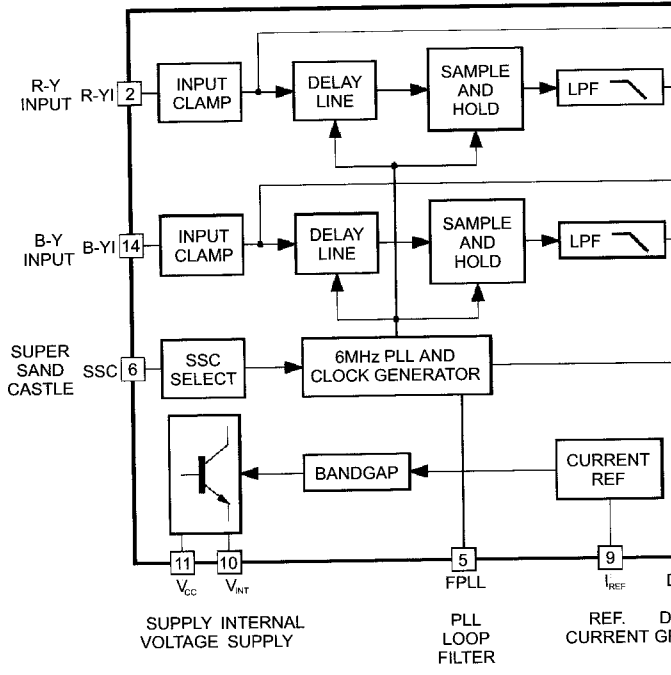 R-Y
INPUT
R-YI
2
INPUT
CLAMP
DELAY
LINE
SAMPLE
AND
HOLD
LPF
B-Y
INPUT
B-YI
14
INPUT
CLAMP
DELAY
LINE
SAMPLE
AND
HOLD
LPF
SUPER
SAND
CASTLE
SSC
6
SSC
SELECT
6MHz PLL AND
CLOCK GENERATOR
BANDGAP
CURRENT
REF
11
10
5
9
VCC
VINT
FPLL
IREF
SUPPLY
VOLTAGE
INTERNAL
SUPPLY
PLL
LOOP
FILTER
REF.
CURRENT